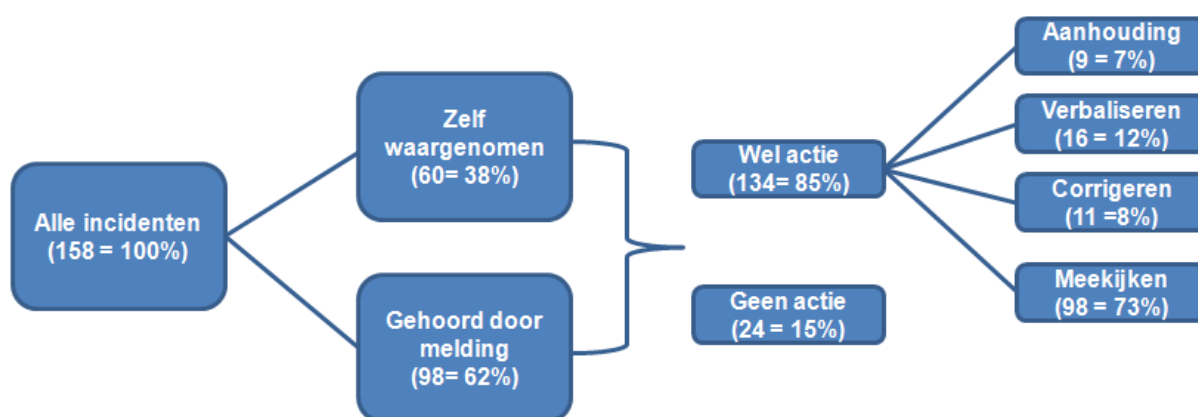 Alle incidenten
(158 = 100%)
Zelf
waargenomen
(60= 38%)
Gehoord door
melding
(98= 62%)
Wel actie
(134= 85%)
Geen actie
(24 = 15%)
Aanhouding
(9 = 7%)
Verbaliseren
(16 = 12%)
Corrigeren
(11 =8%)
Meekijken
(98 = 73%)